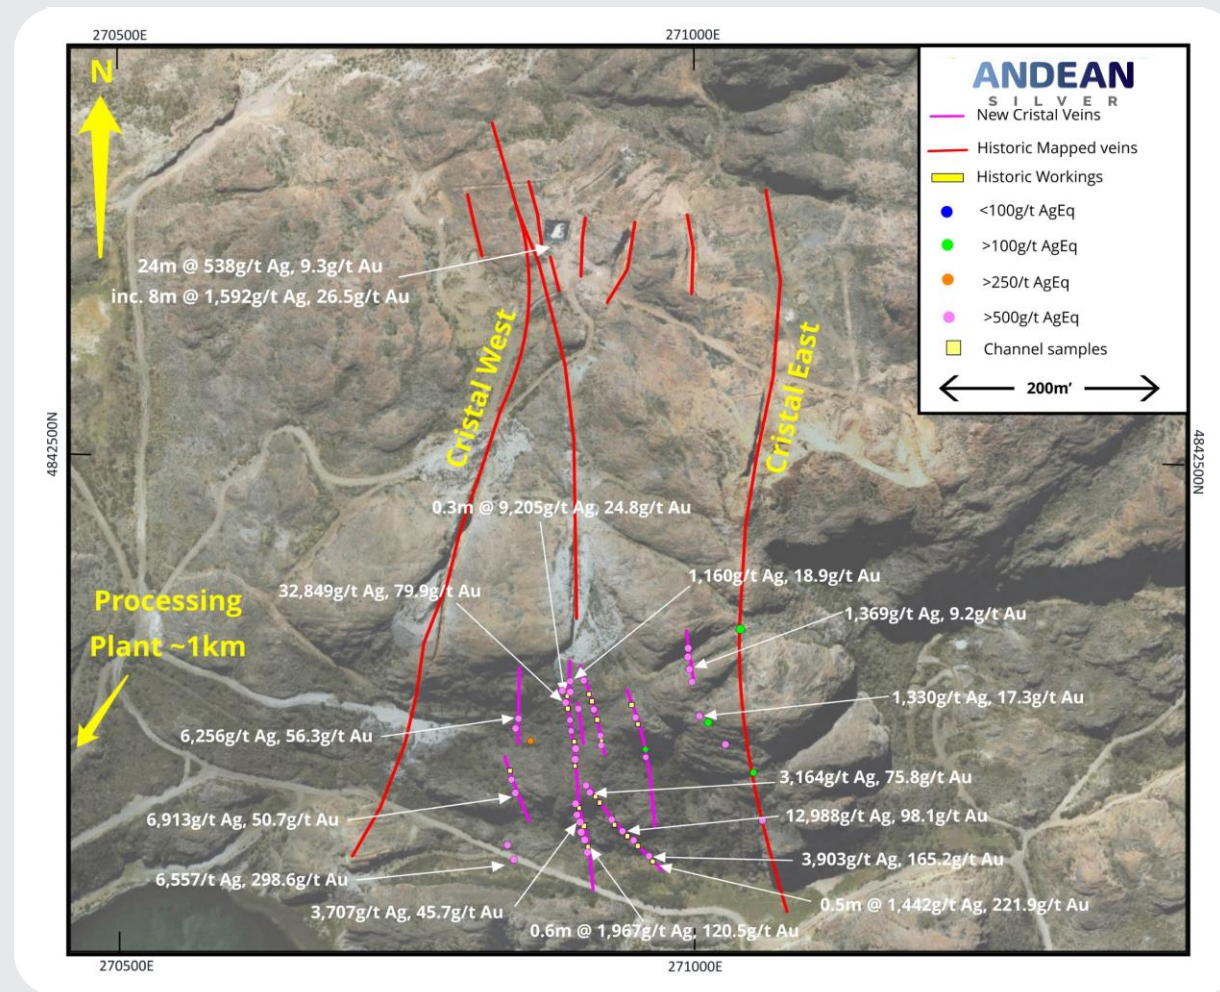 270500E
271000E
N
ANDEAN
SILVER
New Cristal Veins
Historic Mapped veins
Historic Workings
<100g/t AgEq
>100g/t AgEq
>250/t AgEq
>500g/t AgEq
Channel samples
200m'
24m @ 538g/t Ag, 9.3g/t Au
inc. 8m @ 1,592g/t Ag, 26.5g/t Au
Cristal West
Cristal East
4842500N
4842500N
0.3m @ 9,205g/t Ag, 24.8g/t Au
1,160g/t Ag, 18.9g/t Au
32,849g/t Ag, 79.9g/t Au
1,369g/t Ag, 9.2g/t Au
Processing
Plant ~1km
1,330g/t Ag, 17.3g/t Au
6,256g/t Ag, 56.3g/t Au
3,164g/t Ag, 75.8g/t Au
6,913g/t Ag, 50.7g/t Au
12,988g/t Ag, 98.1g/t Au
3,903g/t Ag, 165.2g/t Au
6,557/t Ag, 298.6g/t Au
0.5m @ 1,442g/t Ag, 221.9g/t Au
3,707g/t Ag, 45.7g/t Au
0.6m @ 1,967g/t Ag, 120.5g/t Au
270500E
271000E